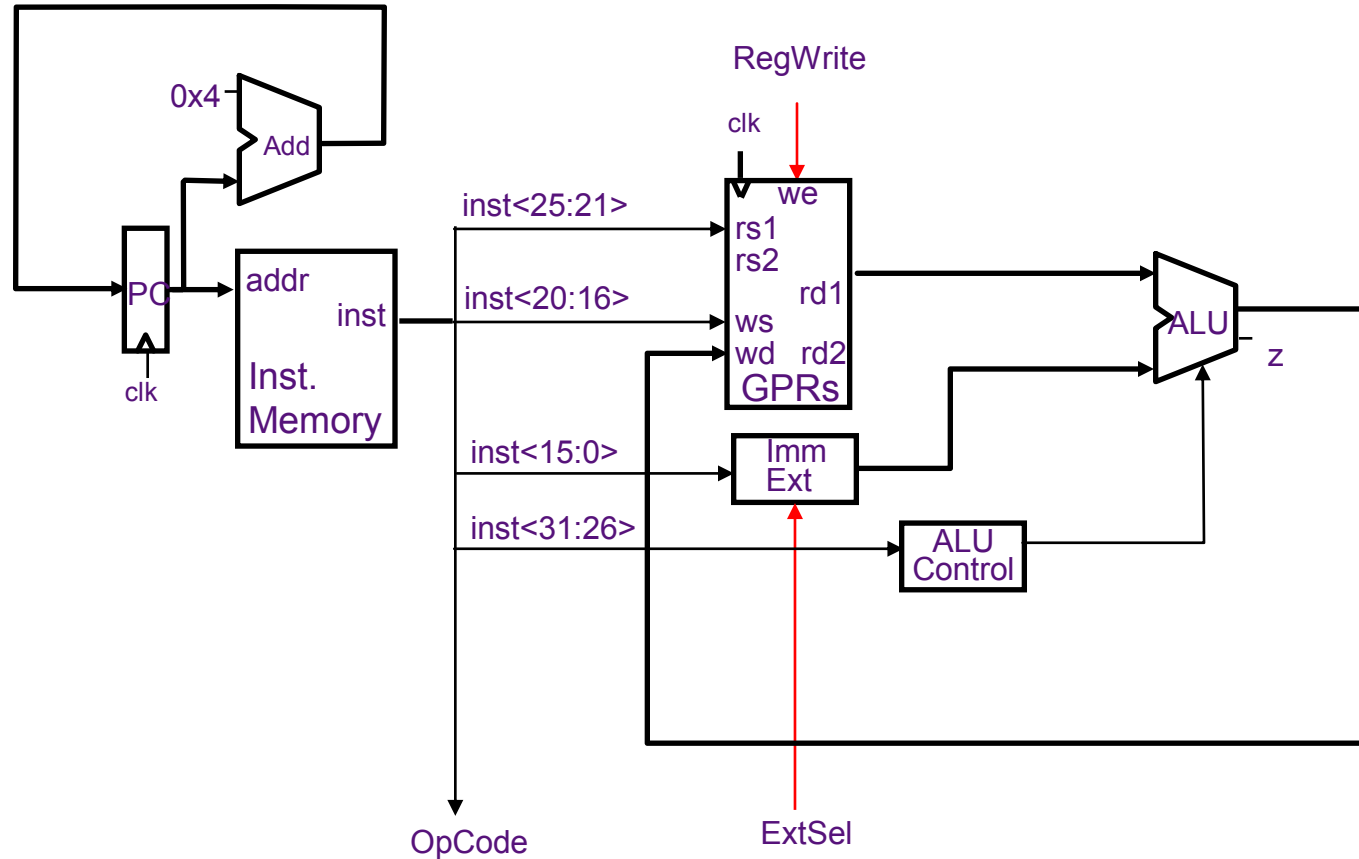 RegWrite
0x4
Add
clk
we
inst<25:21>
rs1
rs2
PC
addr
inst<20:16>
rd1
inst
ws
ALU
wd rd2
z
clk
Inst.
Memory
GPRs
inst<15:0>
Imm
Ext
inst<31:26>
ALU
Control
OpCode
ExtSel